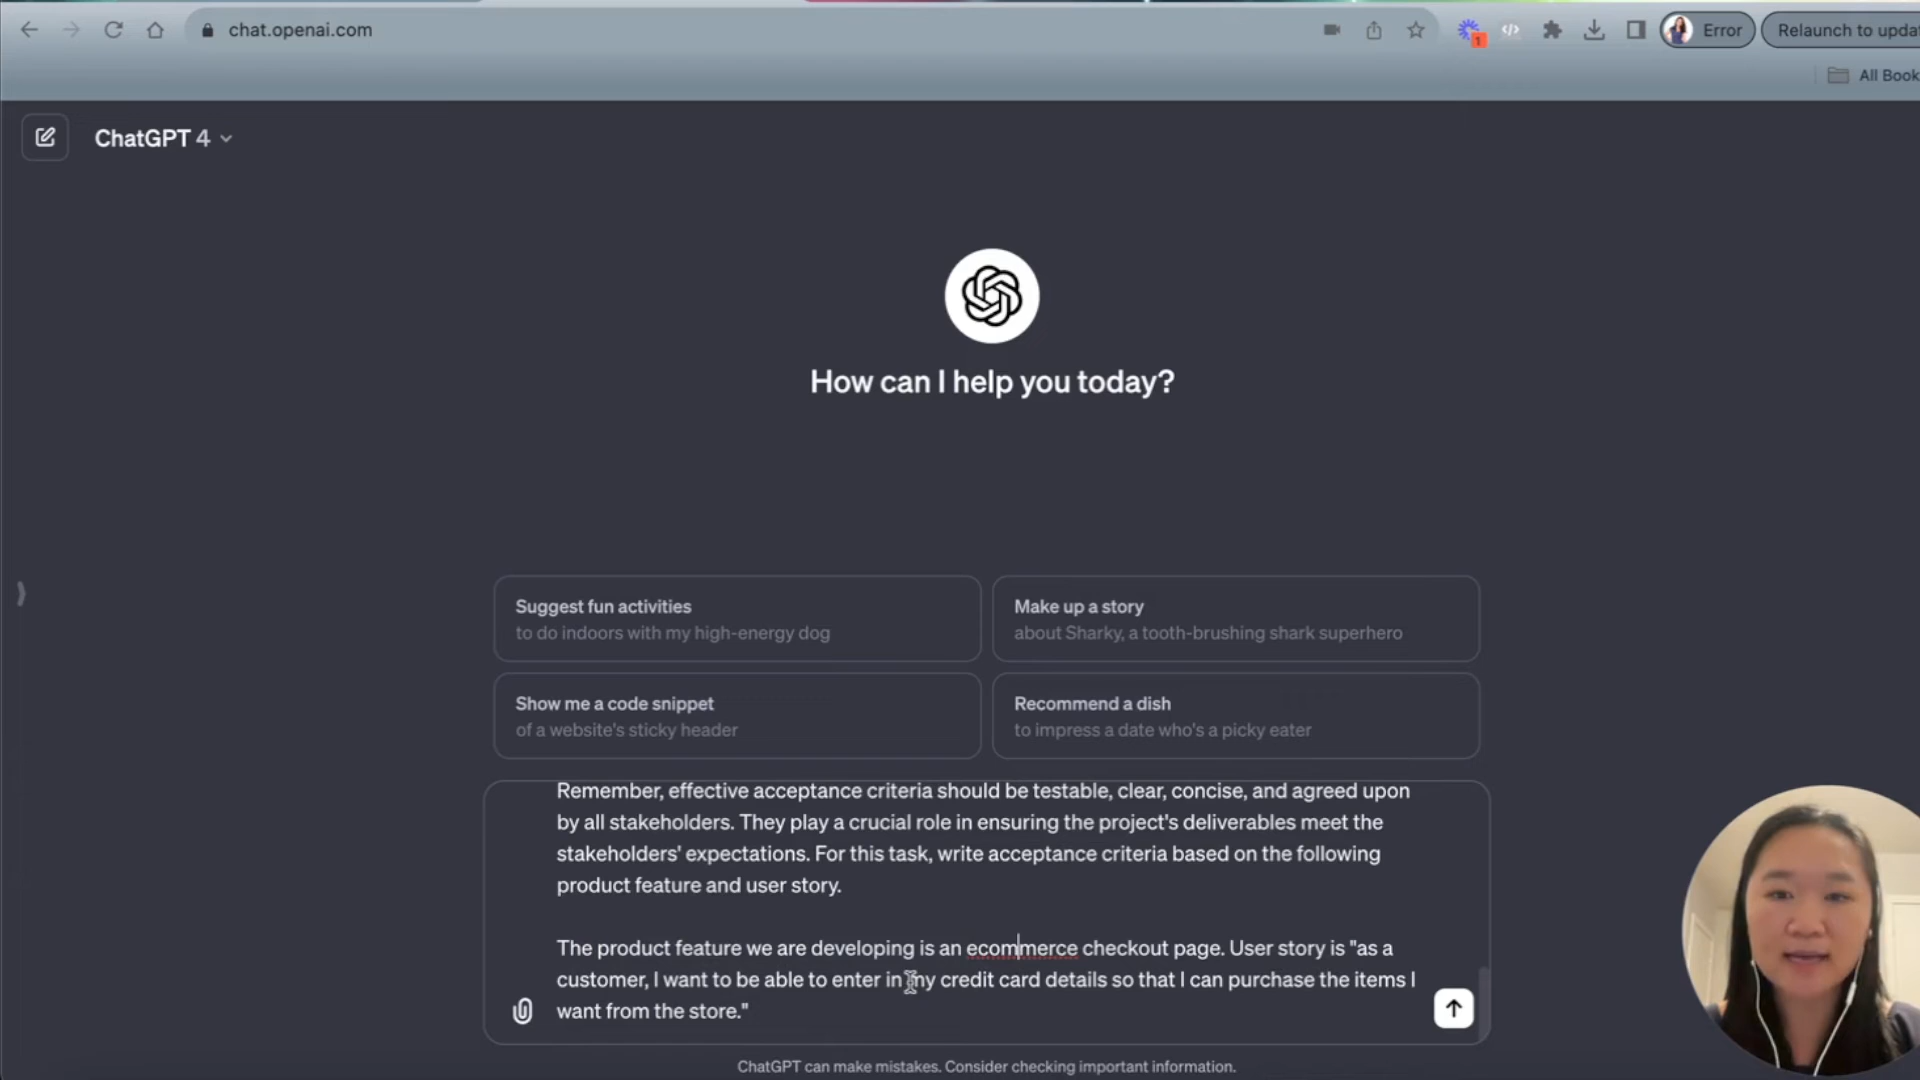 chat.openai.com
1
Error
Relaunch to upda
All Book
ChatGPT 4
How can I help you today?
Suggest fun activities
to do indoors with my high-energy dog
Make up a story
about Sharky, a tooth-brushing shark superhero
Show me a code snippet
of a website's sticky header
Recommend a dish
to impress a date who's a picky eater
Remember, effective acceptance criteria should be testable, clear, concise, and agreed upon
by all stakeholders. They play a crucial role in ensuring the project's deliverables meet the
stakeholders' expectations. For this task, write acceptance criteria based on the following
product feature and user story.
The product feature we are developing is an ecommerce checkout page. User story is "as a
customer, I want to be able to enter in my credit card details so that I can purchase the items I
want from the store."
ChatGPT can make mistakes. Consider checking important information.